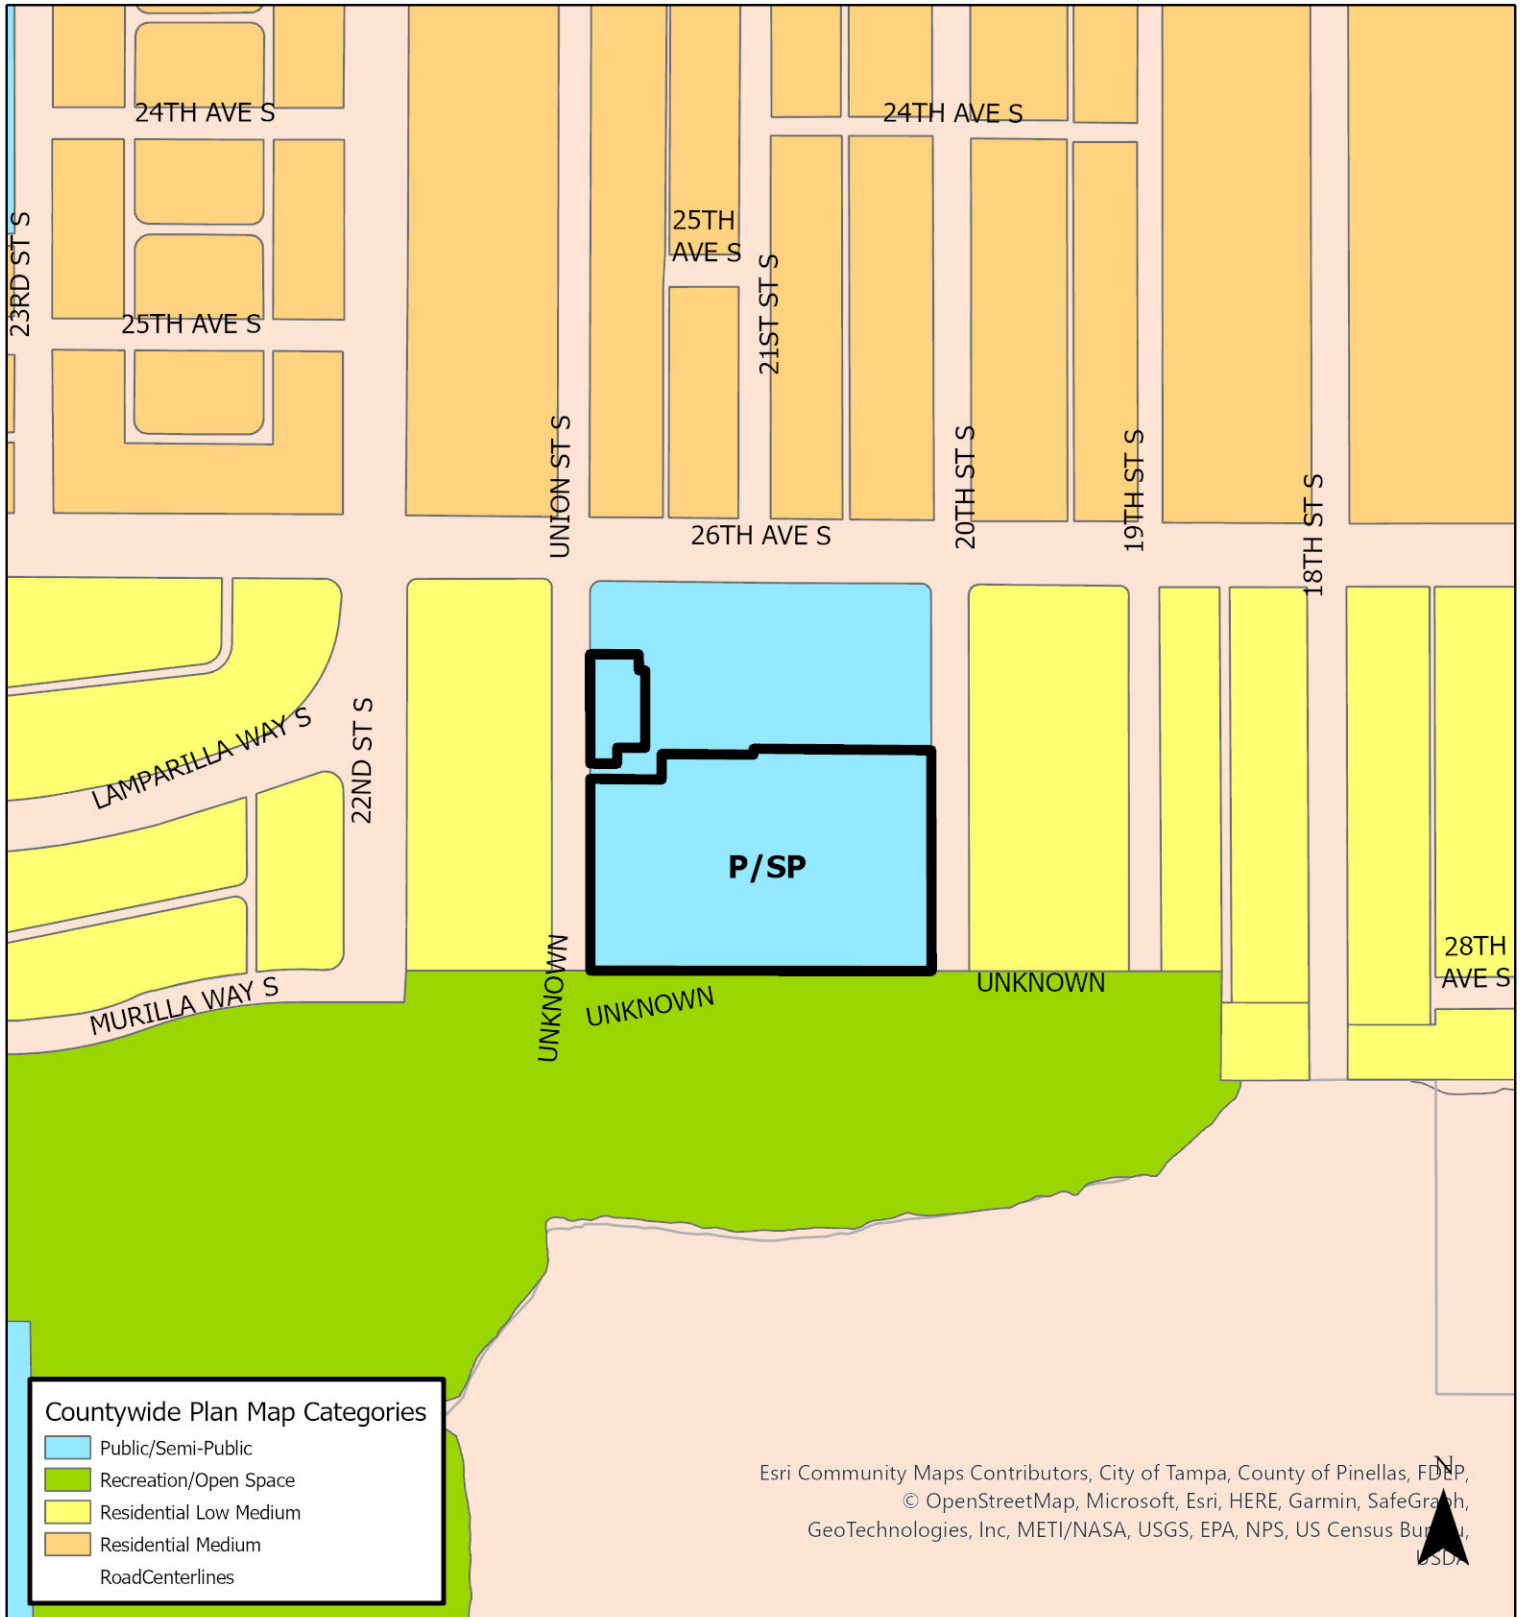 24TH AVE S
24TH AVE S
25TH
AVE S
23RD ST S
21ST ST S
25TH AVE S
UNION ST S
20TH ST S
19TH ST S
18TH ST S
26TH AVE S
LAMPARILLA WAY S
22ND ST S
P/SP
28TH
AVE S
MURILLA WAY S
UNKNOWN
UNKNOWN
UNKNOWN
Countywide Plan Map Categories
Public/Semi-Public
Recreation/Open Space
Residential Low Medium
Residential Medium
RoadCenterlines
N
Esri Community Maps Contributors, City of Tampa, County of Pinellas, FDEP,
© OpenStreetMap, Microsoft, Esri, HERE, Garmin, SafeGraph,
GeoTechnologies, Inc, METI/NASA, USGS, EPA, NPS, US Census Bureau,
USDA